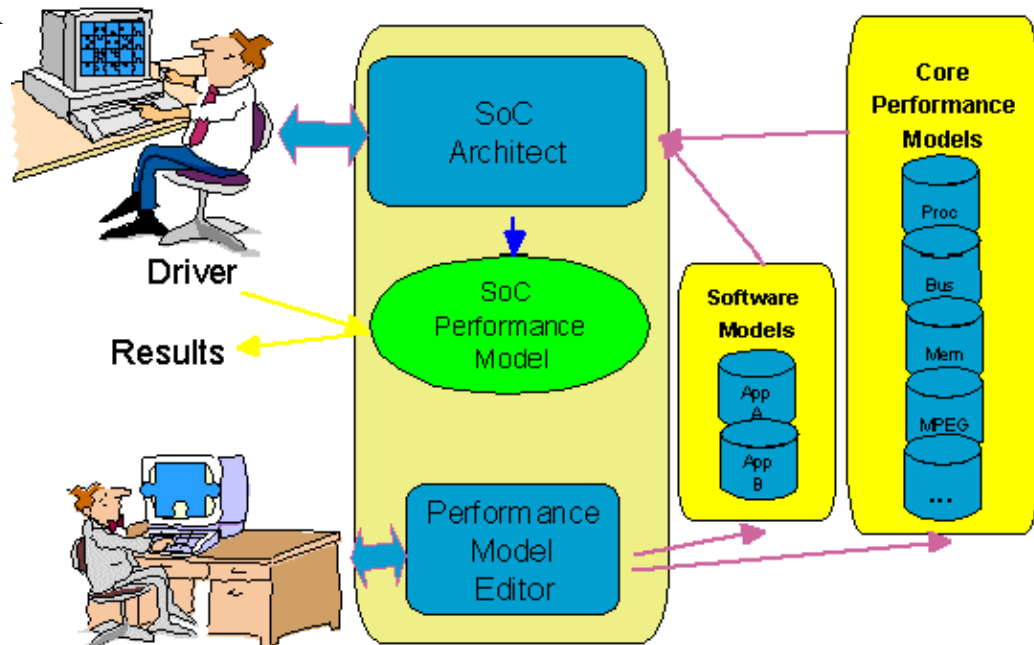 SoC
Architect
Driver
Results
SoC
Performance
Model
Performance
Model
Editor
Software
Models
App
A
App
B
Core
Performance
Models
Proc
Bus
Mem
MPEG
...